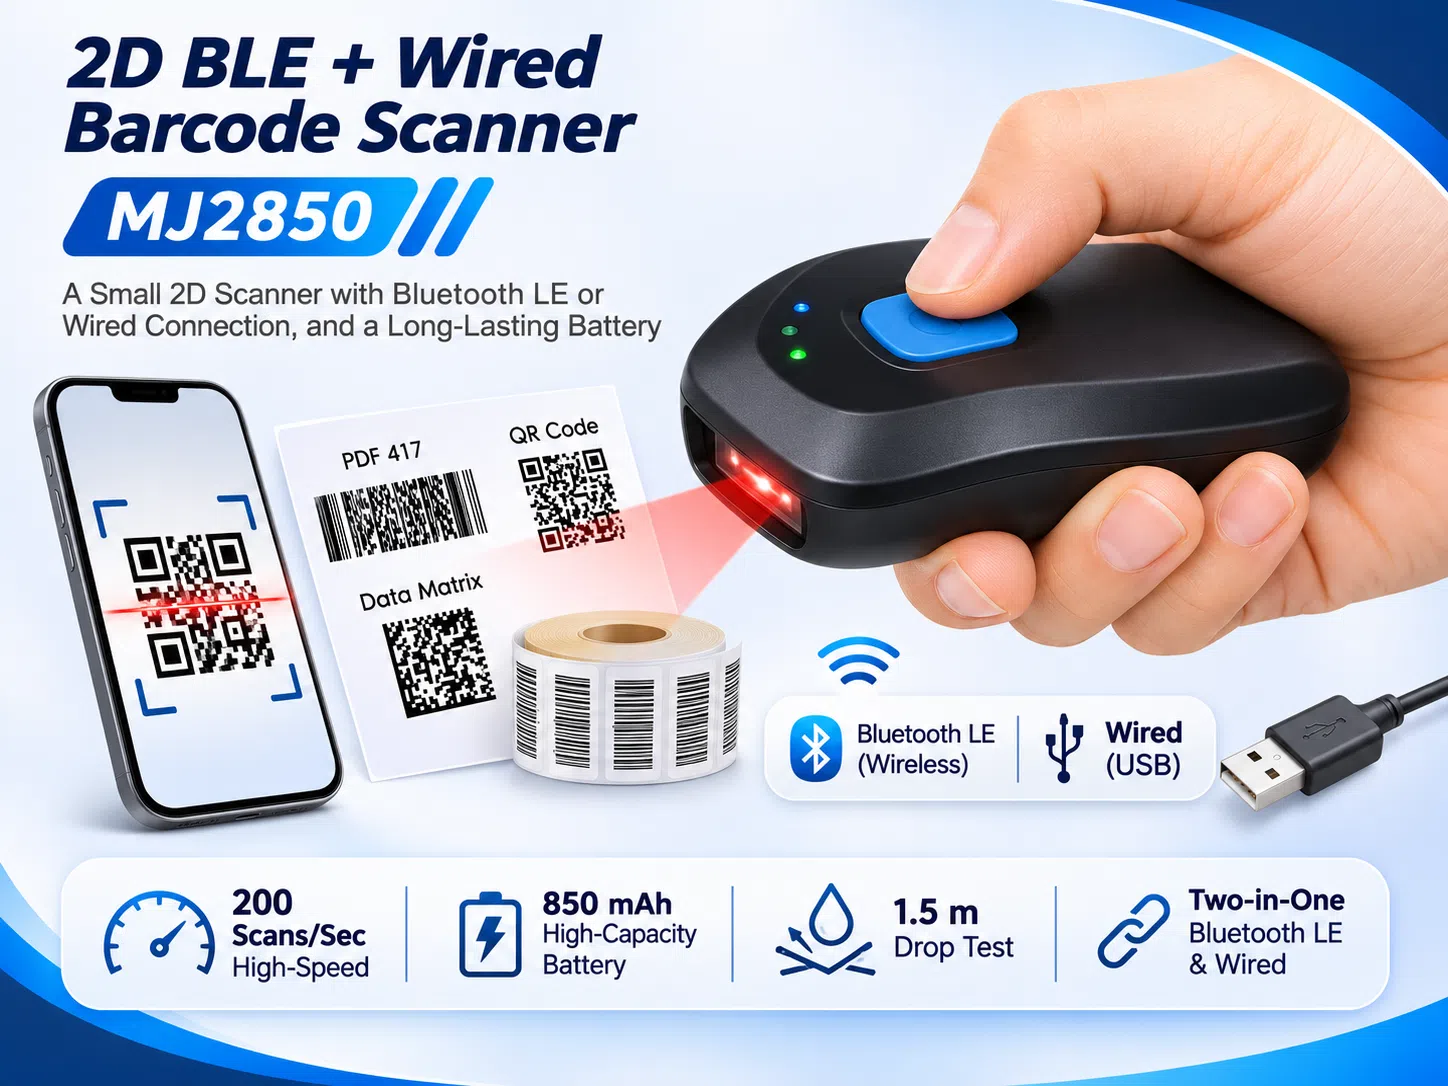 2D BLE + Wired
Barcode Scanner
MJ2850
A Small 2D Scanner with Bluetooth LE or
Wired Connection, and a Long-Lasting Battery
PDF 417
QR Code
Data Matrix
Bluetooth LE
(Wireless)
Wired
(USB)
200
Scans/Sec
High-Speed
850 mAh
High-Capacity
Battery
1.5 m
Drop Test
Two-in-One
Bluetooth LE
& Wired